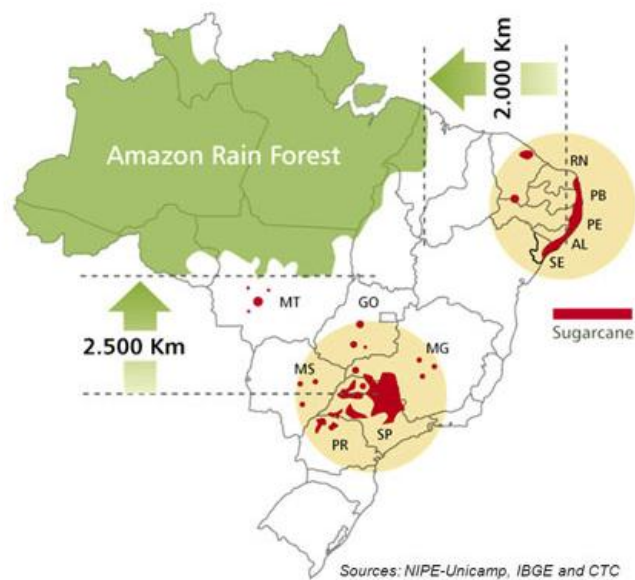 2.000 Km
Amazon Rain Forest
RN
PB
PE
AL
SE
Sugarcane
MT
GO
2.500 Km
MS
MG
SP
PR
Sources: NIPE-Unicamp, IBGE and CTC